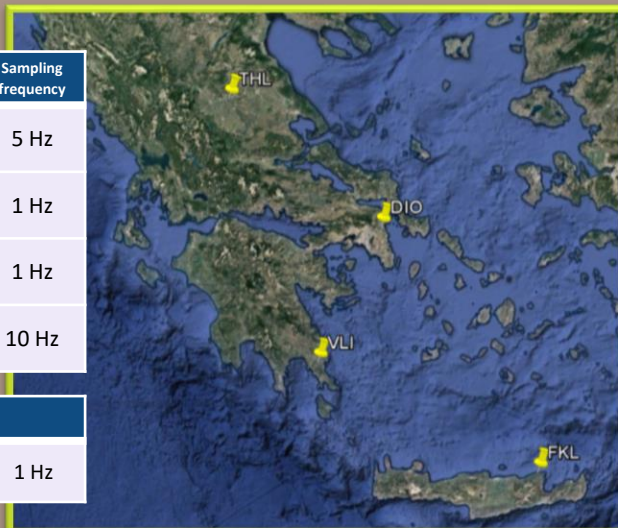 Sampling
frequency
5 Hz
1 Hz
1 Hz
10 Hz
1 Hz
THL
DIO
VLI
FKL